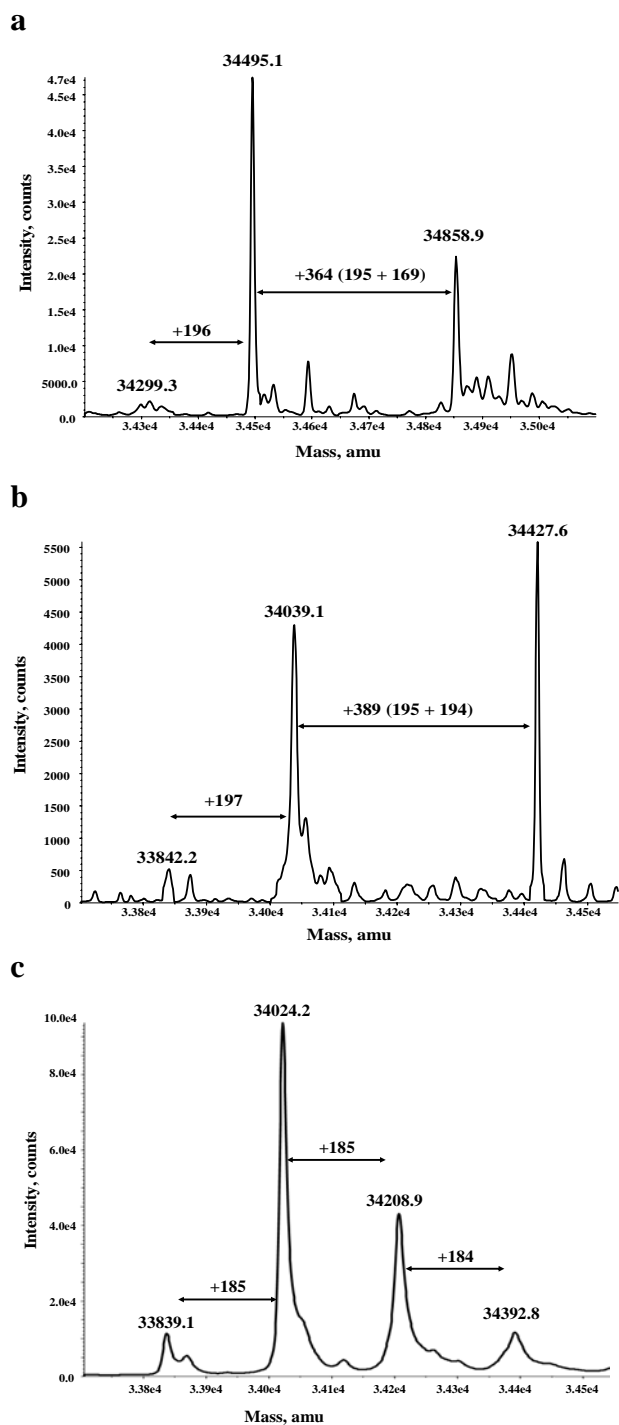 a
34495.1
4.7e4
4.5e4
4.0e4
3.5e4
3.0e4
2.5e4
2.0e4
1.5e4
1.0e4
5000.0
0.0
Intensity, counts
34858.9
+364 (195 + 169)
+196
34299.3
3.43e4 3.44e4 3.45e4 3.46e4 3.47e4 3.48e4 3.49e4 3.50e4
Mass, amu
b
34427.6
5500
5000
4500
4000
3500
3000
2500
2000
1500
1000
500
0
Intensity, counts
34039.1
+389 (195 + 194)
+197
33842.2
3.38e4 3.39e4 3.40e4 3.41e4 3.42e4 3.43e4 3.44e4 3.45e4
Mass, amu
c
34024.2
10.0e4
8.0e4
6.0e4
4.0e4
2.0e4
0.0
Intensity, counts
+185
34208.9
+184
+185
34392.8
33839.1
3.38e4 3.39e4 3.40e4 3.41e4 3.42e4 3.43e4 3.44e4 3.45e4
Mass, amu